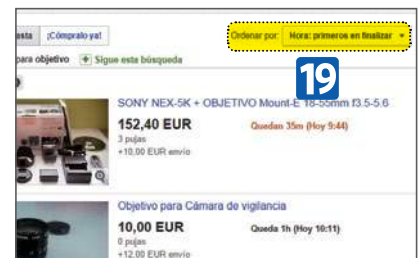 asta ¡Cómpralo ya! Ordenar por: Hora: primeros en finalizar
para objetivo + Sigue esta búsqueda
19
SONY NEX-5K + OBJETIVO Mount-E 18-55mm f3.5-5.6
152,40 EUR Quedan 35m (Hoy 9:44)
3 pujas
+10,00 EUR envío
Objetivo para Cámara de vigilancia
10,00 EUR Queda 1h (Hoy 10:11)
0 pujas
+12,00 EUR envío